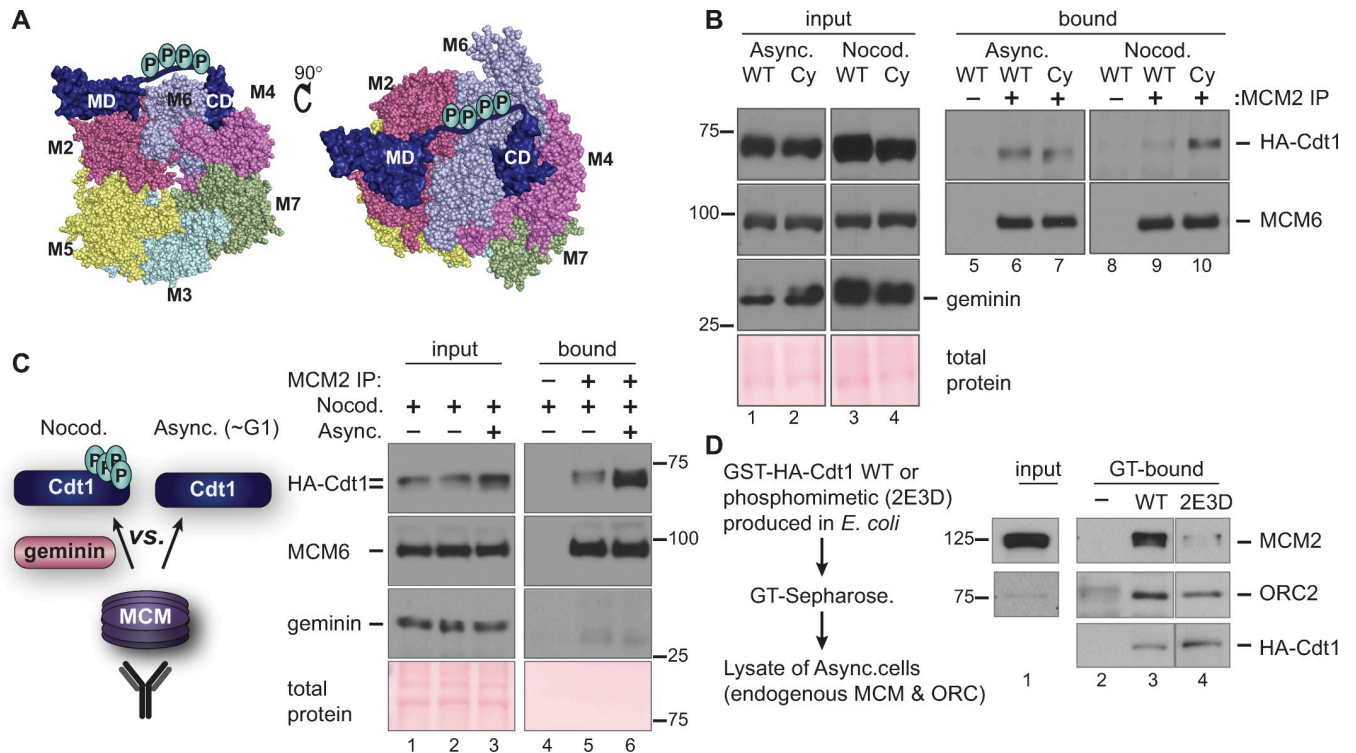 A
P P P P
MD
M6
CD
M4
M2
M7
M5
M3
90°
M6
M2
P P P P
MD
CD
M4
M7
B
input
bound
Async.
Nocod.
Async.
Nocod.
WT Cy WT Cy
WT WT Cy WT WT Cy
– + + – + + :MCM2 IP
75
HA-Cdt1
100
MCM6
5 6 7 8 9 10
geminin
25
total
protein
1 2 3 4
C
Nocod.
Async. (~G1)
P P P P
Cdt1
Cdt1
vs.
geminin
MCM
input
bound
MCM2 IP: – + +
Nocod. + + + + + +
Async. – – + – – +
HA-Cdt1
75
MCM6
100
geminin
25
total
protein
75
1 2 3 4 5 6
D
GST-HA-Cdt1 WT or
phosphomimetic (2E3D)
produced in E. coli
GT-Sepharose.
Lysate of Async.cells
(endogenous MCM & ORC)
input
GT-bound
– WT 2E3D
125
MCM2
75
ORC2
HA-Cdt1
1 2 3 4